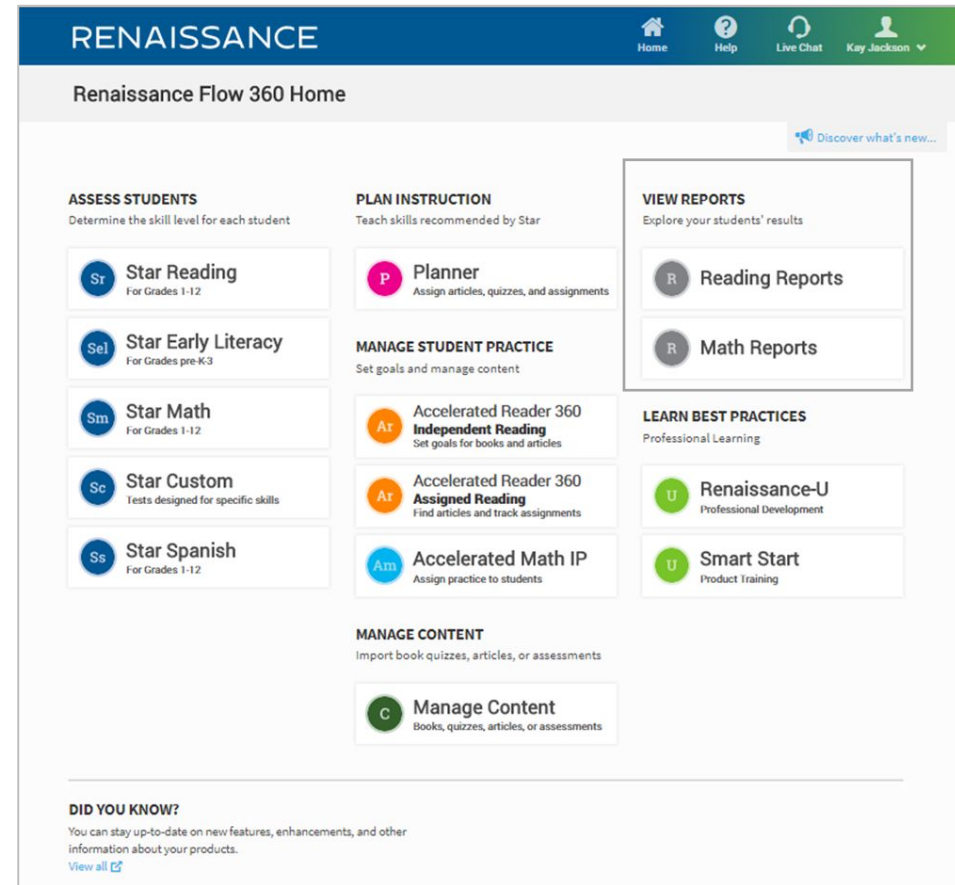 RENAISSANCE
Home
Help
Live Chat
Kay Jackson
Renaissance Flow 360 Home
Discover what's new...
ASSESS STUDENTS
Determine the skill level for each student
Sr
Star Reading
For Grades 1-12
Sel
Star Early Literacy
For Grades pre-K-3
Sm
Star Math
For Grades 1-12
Sc
Star Custom
Tests designed for specific skills
Ss
Star Spanish
For Grades 1-12
PLAN INSTRUCTION
Teach skills recommended by Star
P
Planner
Assign articles, quizzes, and assignments
MANAGE STUDENT PRACTICE
Set goals and manage content
Ar
Accelerated Reader 360
Independent Reading
Set goals for books and articles
Ar
Accelerated Reader 360
Assigned Reading
Find articles and track assignments
Am
Accelerated Math IP
Assign practice to students
MANAGE CONTENT
Import book quizzes, articles, or assessments
C
Manage Content
Books, quizzes, articles, or assessments
VIEW REPORTS
Explore your students' results
R
Reading Reports
R
Math Reports
LEARN BEST PRACTICES
Professional Learning
U
Renaissance-U
Professional Development
U
Smart Start
Product Training
DID YOU KNOW?
You can stay up-to-date on new features, enhancements, and other
information about your products.
View all